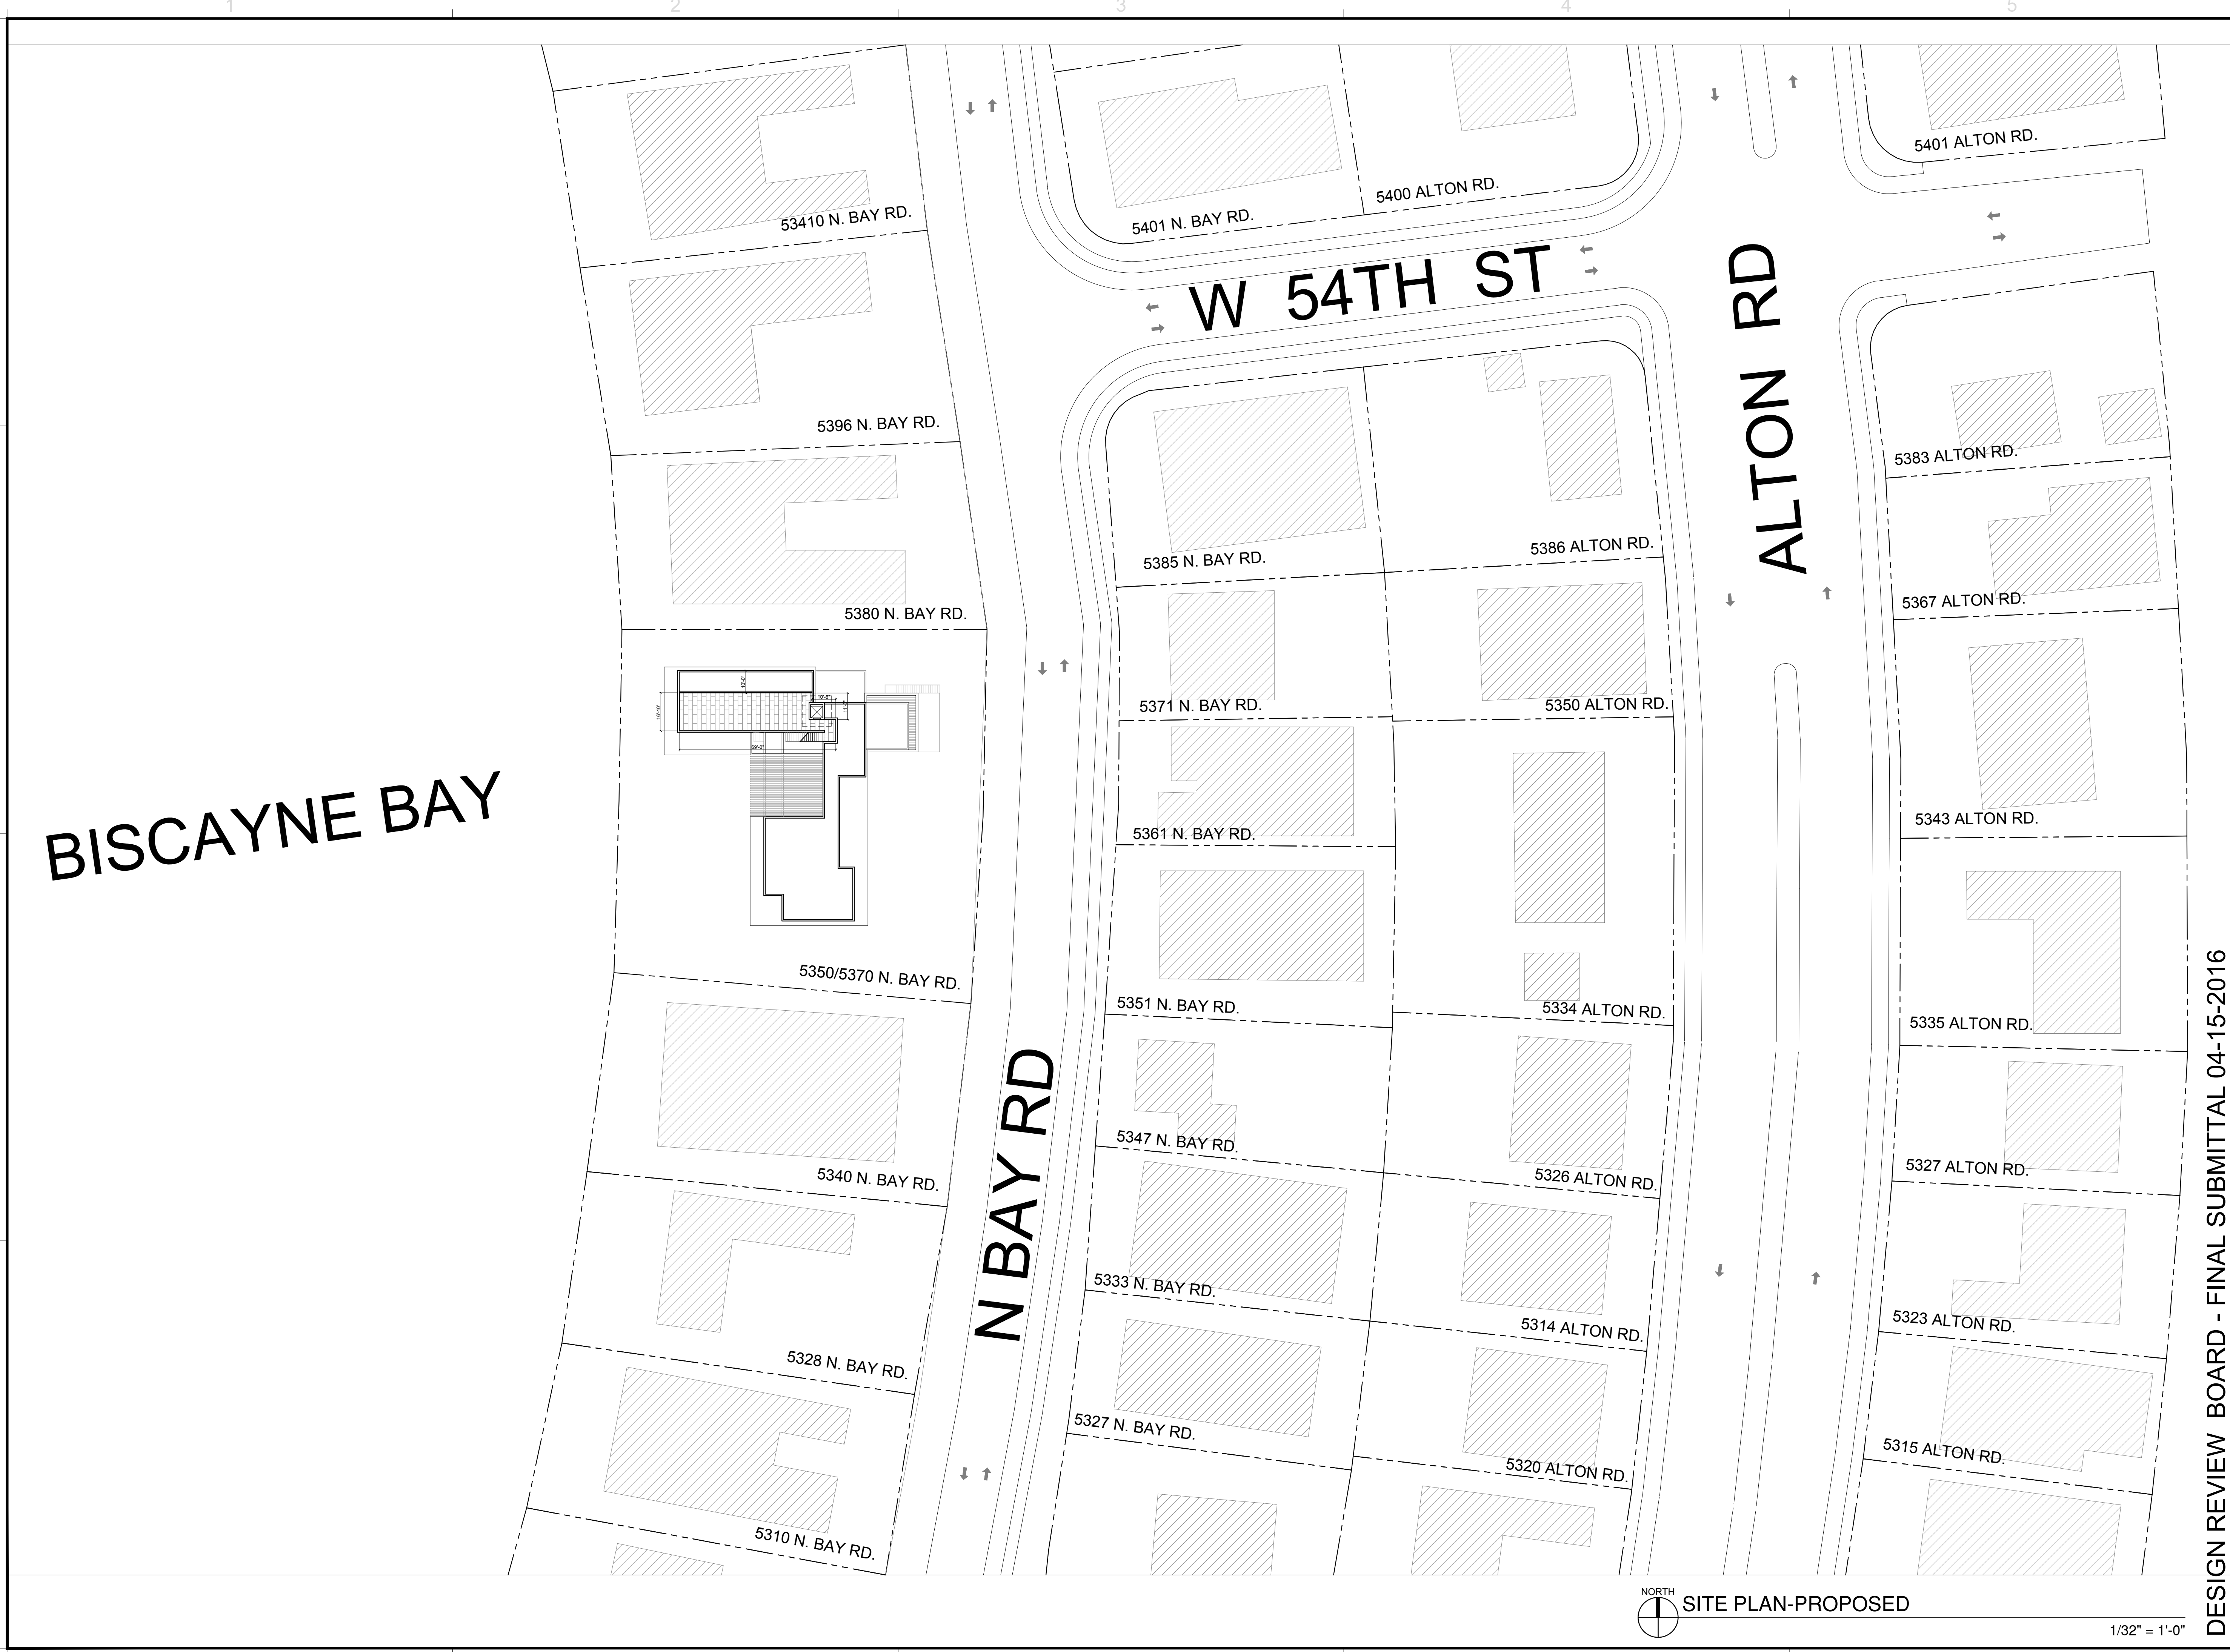 1
2
3
4
5
53410 N. BAY RD.
5401 N. BAY RD.
5400 ALTON RD.
5401 ALTON RD.
W 54TH ST
ALTON RD
5396 N. BAY RD.
5383 ALTON RD.
5385 N. BAY RD.
5386 ALTON RD.
5380 N. BAY RD.
5367 ALTON RD.
5371 N. BAY RD.
5350 ALTON RD.
BISCAYNE BAY
5361 N. BAY RD.
5343 ALTON RD.
5350/5370 N. BAY RD.
5351 N. BAY RD.
5334 ALTON RD.
5335 ALTON RD.
N BAY RD
5347 N. BAY RD.
5340 N. BAY RD.
5326 ALTON RD.
5327 ALTON RD.
5333 N. BAY RD.
5314 ALTON RD.
5323 ALTON RD.
5328 N. BAY RD.
5327 N. BAY RD.
5320 ALTON RD.
5315 ALTON RD.
5310 N. BAY RD.
NORTH
SITE PLAN-PROPOSED
1/32" = 1'-0"
DESIGN REVIEW BOARD - FINAL SUBMITTAL 04-15-2016